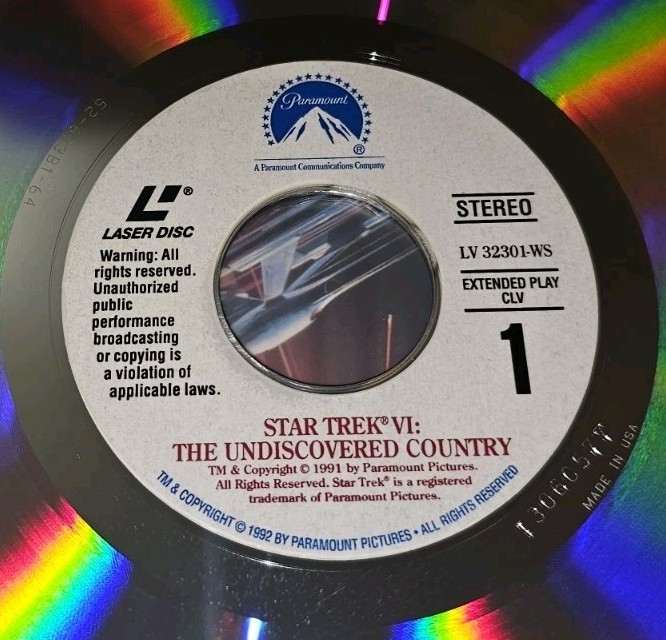 Paramount
®
A Paramount Communications Company
®
LASER DISC
Warning: All
rights reserved.
Unauthorized
public
performance
broadcasting
or copying is
a violation of
applicable laws.
STEREO
LV 32301-WS
EXTENDED PLAY
CLV
1
STAR TREK® VI:
THE UNDISCOVERED COUNTRY
TM & Copyright © 1991 by Paramount Pictures.
All Rights Reserved. Star Trek® is a registered
trademark of Paramount Pictures.
TM & COPYRIGHT © 1992 BY PARAMOUNT PICTURES • ALL RIGHTS RESERVED
MADE IN USA